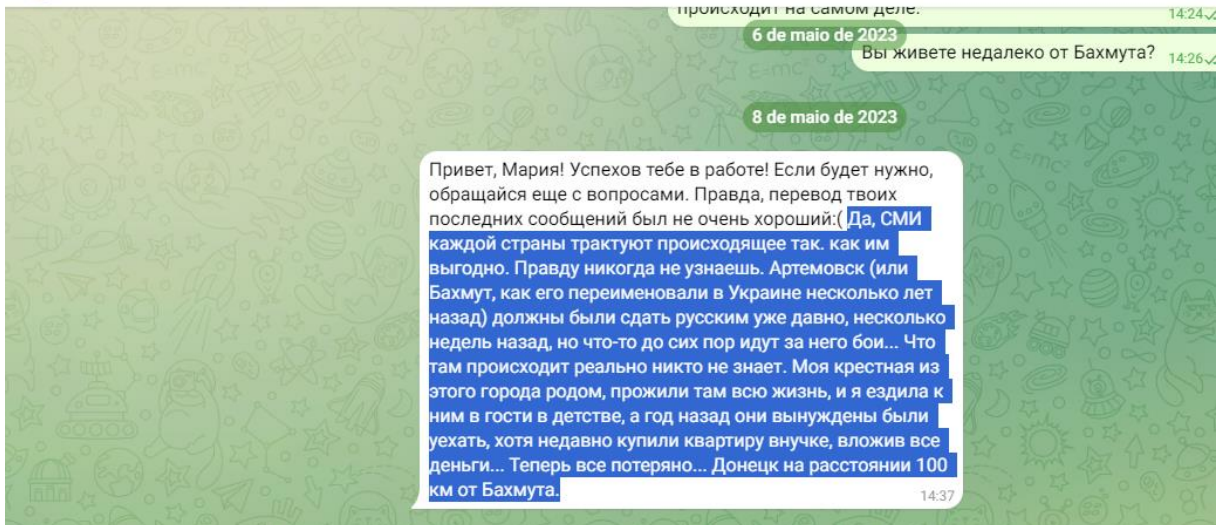 происходит на самом деле.
14:24
6 de maio de 2023
Вы живете недалеко от Бахмута? 14:26
8 de maio de 2023
Привет, Мария! Успехов тебе в работе! Если будет нужно,
обращайся еще с вопросами. Правда, перевод твоих
последних сообщений был не очень хороший:( Да, СМИ
каждой страны трактуют происходящее так. как им
выгодно. Правду никогда не узнаешь. Артемовск (или
Бахмут, как его переименовали в Украине несколько лет
назад) должны были сдать русским уже давно, несколько
недель назад, но что-то до сих пор идут за него бои... Что
там происходит реально никто не знает. Моя крестная из
этого города родом, прожили там всю жизнь, и я ездила к
ним в гости в детстве, а год назад они вынуждены были
уехать, хотя недавно купили квартиру внучке, вложив все
деньги... Теперь все потеряно... Донецк на расстоянии 100
км от Бахмута.
14:37